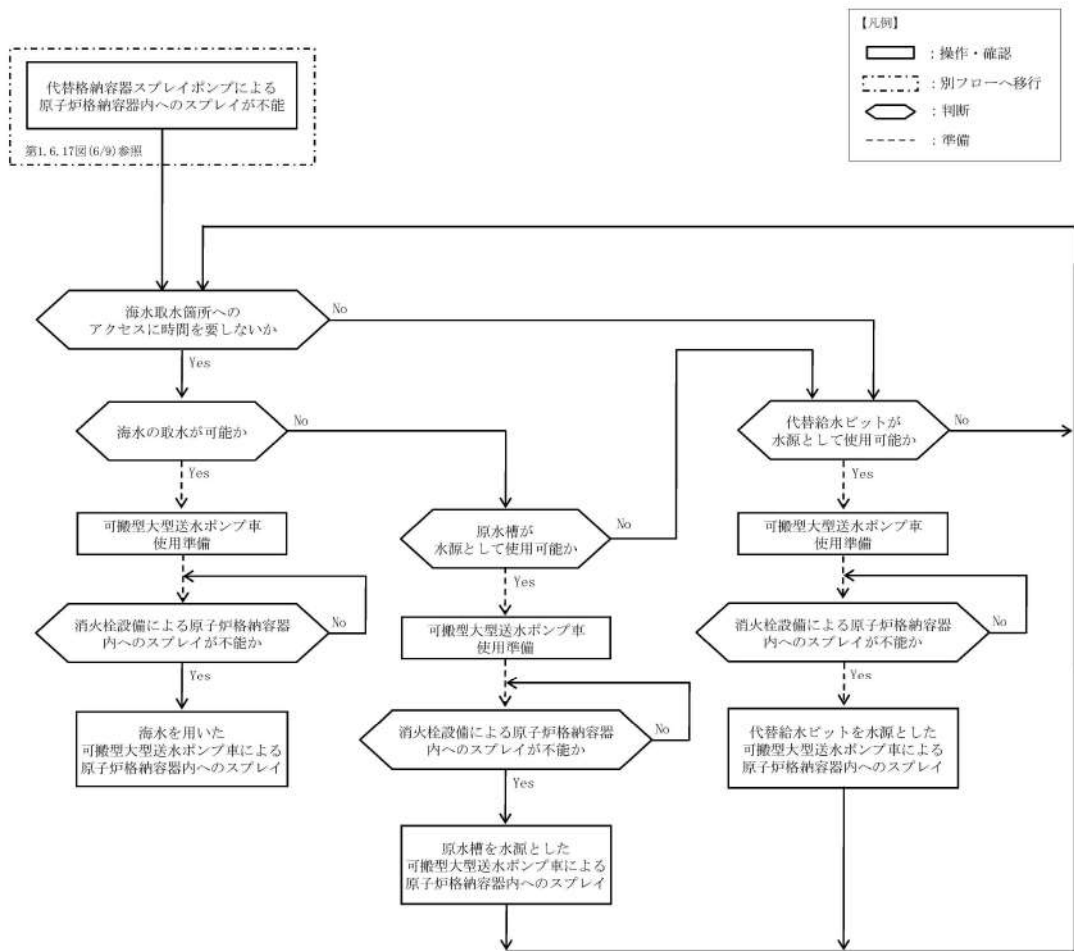 【凡例】
：操作・確認
：別フローへ移行
：判断
：準備
代替格納容器スプレイポンプによる
原子炉格納容器内へのスプレイが不能
第1.6.17図(6/9)参照
海水取水箇所への
アクセスに時間を要しないか
No
Yes
海水の取水が可能か
No
Yes
可搬型大型送水ポンプ車
使用準備
消火栓設備による原子炉格納容器
内へのスプレイが不能か
No
Yes
海水を用いた
可搬型大型送水ポンプ車による
原子炉格納容器内へのスプレイ
原水槽が
水源として使用可能か
No
Yes
可搬型大型送水ポンプ車
使用準備
消火栓設備による原子炉格納容器
内へのスプレイが不能か
No
Yes
原水槽を水源とした
可搬型大型送水ポンプ車による
原子炉格納容器内へのスプレイ
代替給水ピットが
水源として使用可能か
No
Yes
可搬型大型送水ポンプ車
使用準備
消火栓設備による原子炉格納容器
内へのスプレイが不能か
No
Yes
代替給水ピットを水源とした
可搬型大型送水ポンプ車による
原子炉格納容器内へのスプレイ